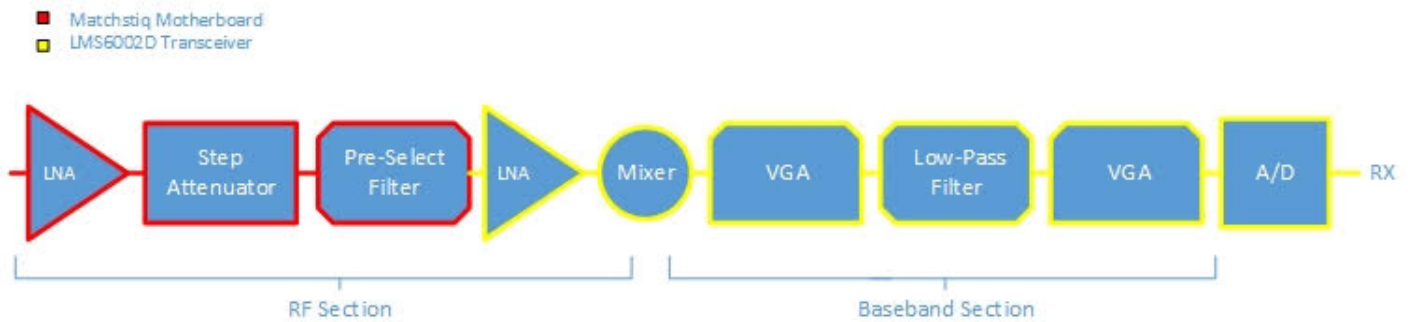 Matchstiq Motherboard
LMS6002D Transceiver
LNA
Step
Attenuator
Pre-Select
Filter
LNA
Mixer
VGA
Low-Pass
Filter
VGA
A/D
RX
RF Section
Baseband Section